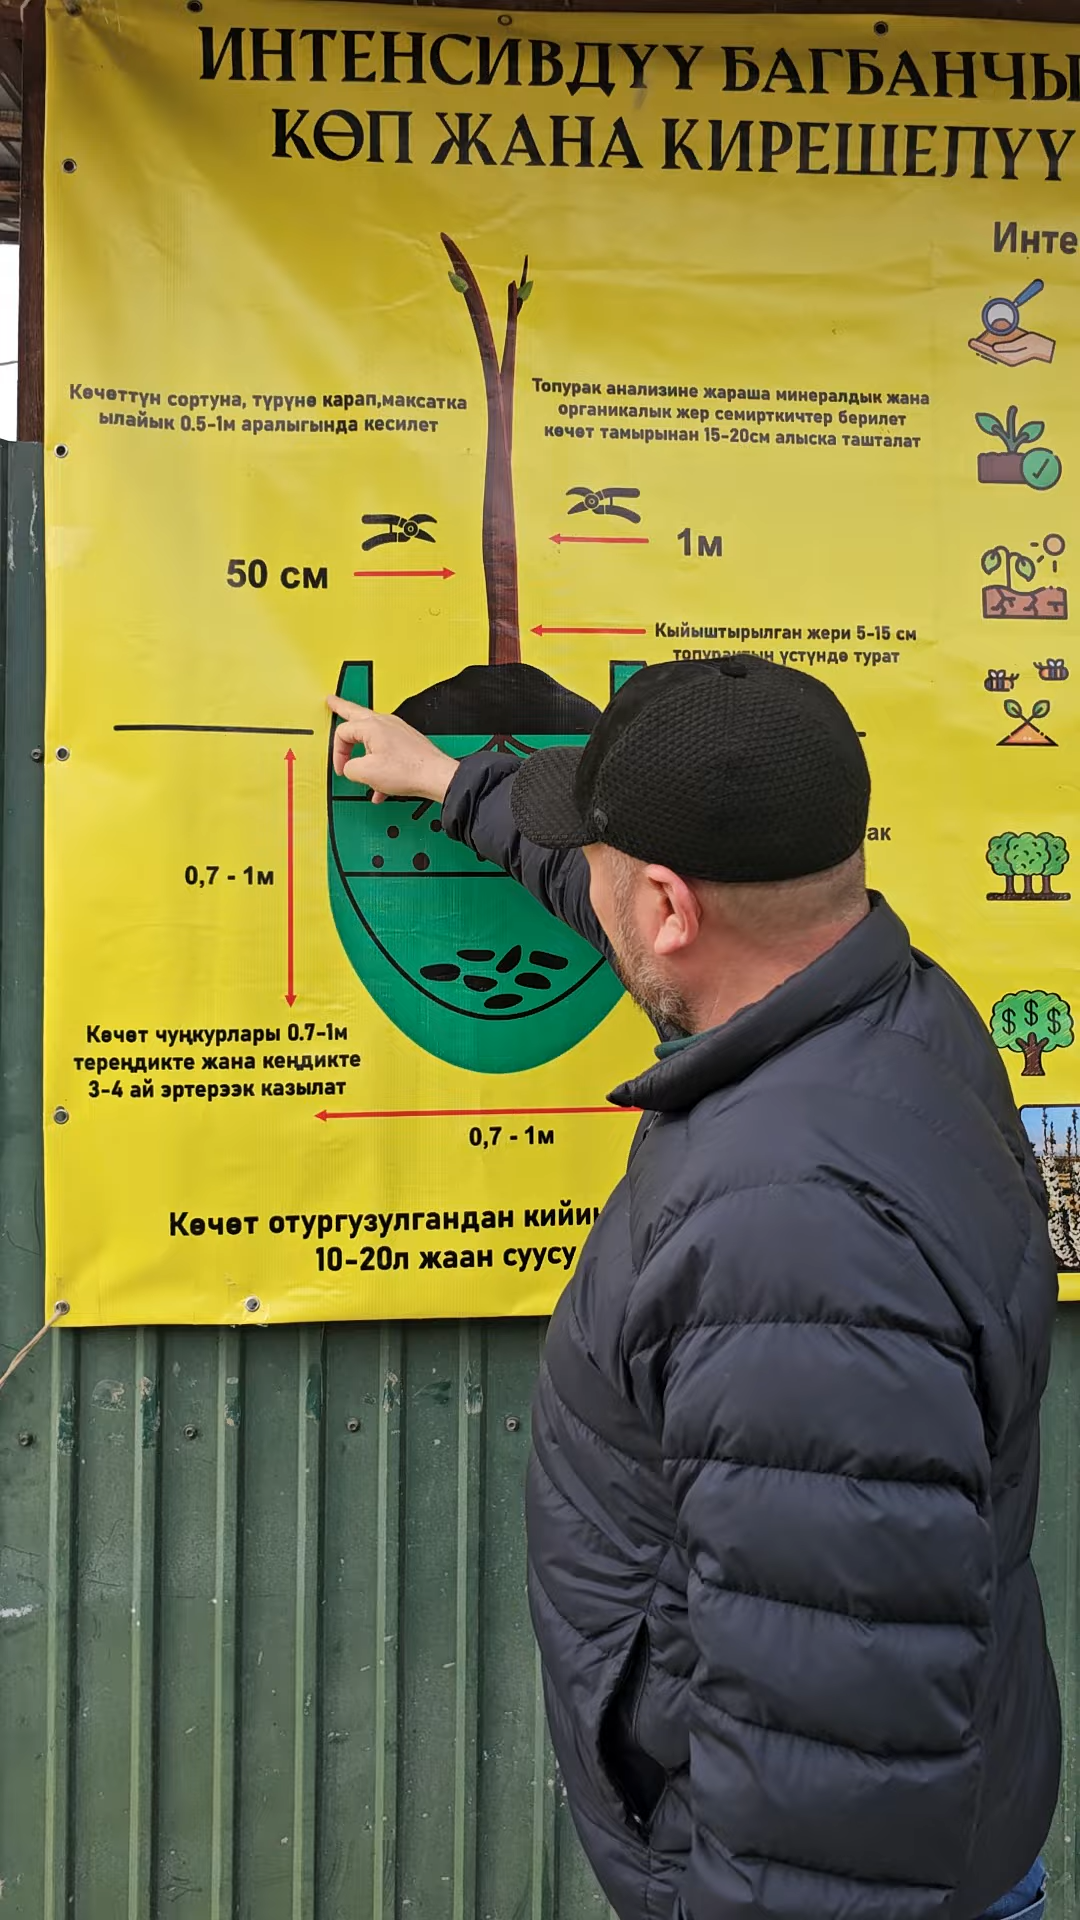 ИНТЕНСИВДҮҮ БАГБАНЧЫ
КӨП ЖАНА КИРЕШЕЛҮҮ
Инте
Көчөттүн сортуна, түрүнө карап,максатка
ылайык 0.5-1м аралыгында кесилет
Топурак анализине жараша минералдык жана
органикалык жер семирткичтер берилет
көчөт тамырынан 15-20см алыска ташталат
50 см
1м
Кыйыштырылган жери 5-15 см
үстүндө турат
ак
0,7 - 1м
Көчөт чуңкурлары 0.7-1м
тереңдикте жана кеңдикте
3-4 ай эртерээк казылат
0,7 - 1м
Көчөт отургузулгандан
10-20л жаан суусу
$ $ $